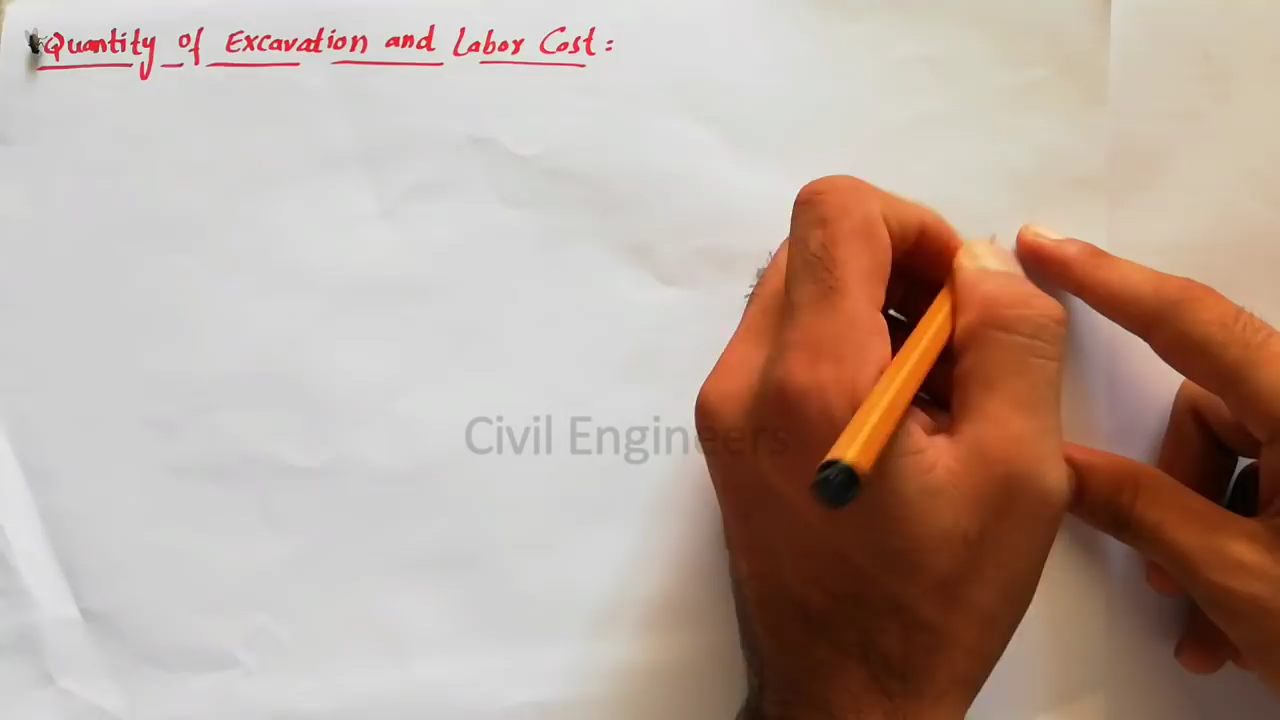 Quantity of Excavation and Labor Cost:
Civil Engineers